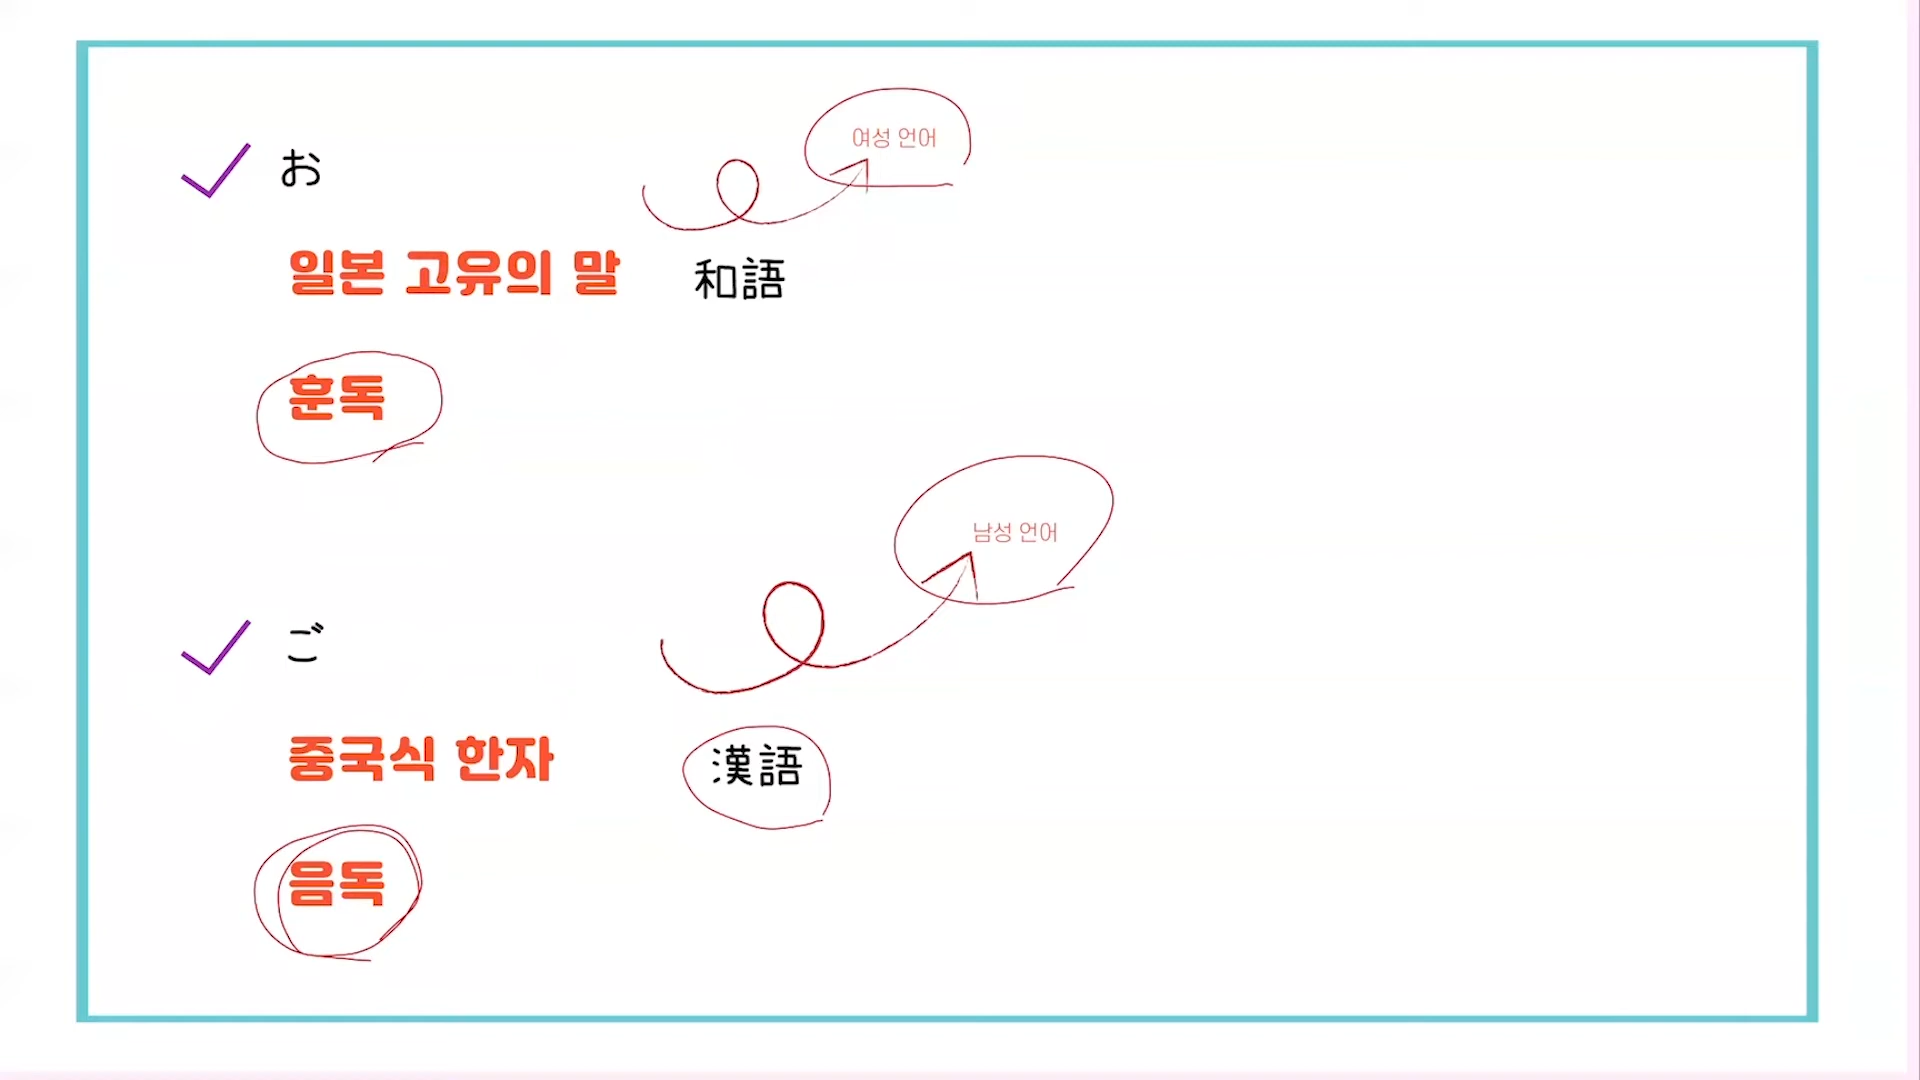 여성 언어
お
일본 고유의 말 和語
훈독
남성 언어
ご
중국식 한자 漢語
음독